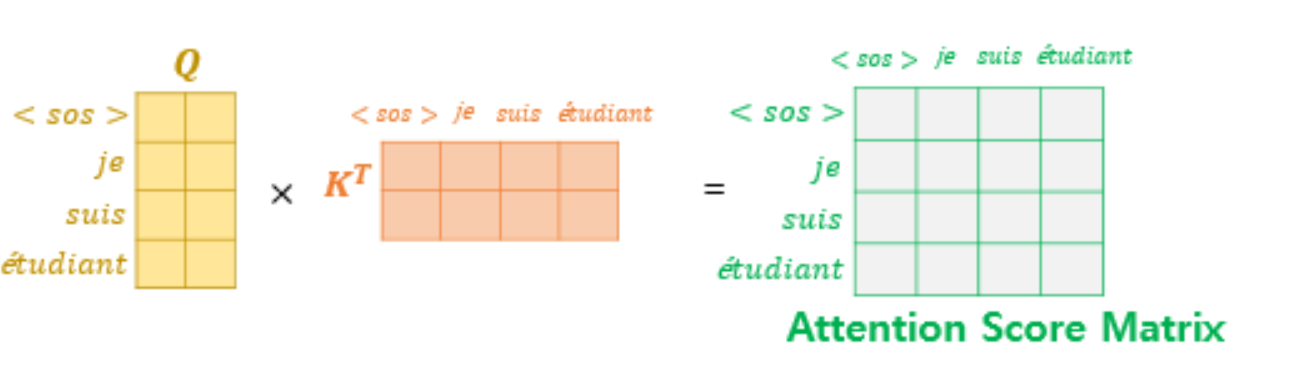 Q
< sos >
je
suis
étudiant
×
< sos > je suis étudiant
K^T
=
< sos > je suis étudiant
< sos >
je
suis
étudiant
Attention Score Matrix